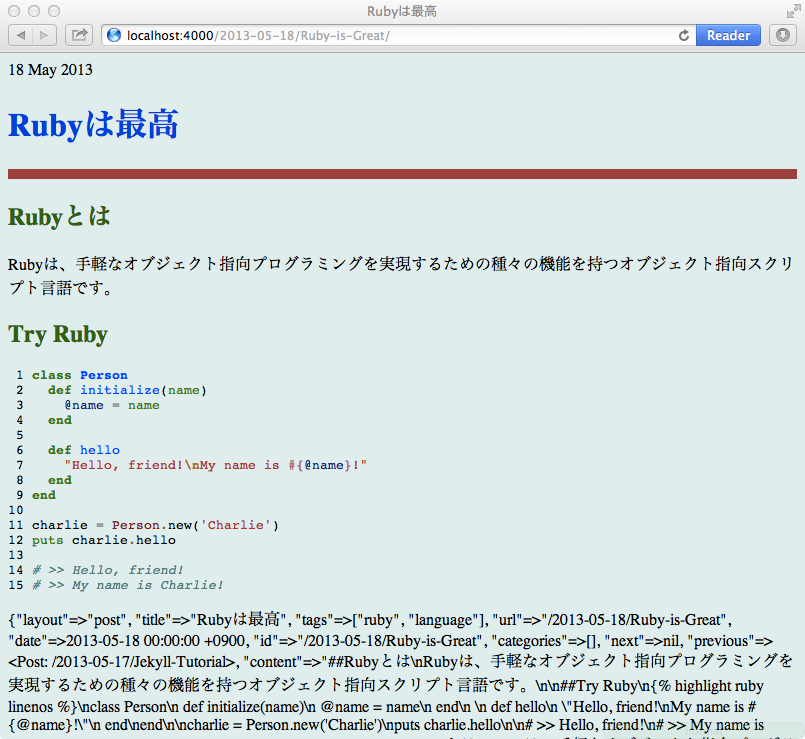 Rubyは最高
localhost:4000/2013-05-18/Ruby-is-Great/
Reader
18 May 2013
Rubyは最高
Rubyとは
Rubyは、手軽なオブジェクト指向プログラミングを実現するための種々の機能を持つオブジェクト指向スクリ
プト言語です。
Try Ruby
1 class Person
2   def initialize(name)
3     @name = name
4   end
5
6   def hello
7     "Hello, friend!\nMy name is #{@name}!"
8   end
9 end
10
11 charlie = Person.new('Charlie')
12 puts charlie.hello
13
14 # >> Hello, friend!
15 # >> My name is Charlie!
{"layout"=>"post", "title"=>"Rubyは最高", "tags"=>["ruby", "language"], "url"=>"/2013-05-18/Ruby-is-Great",
"date"=>2013-05-18 00:00:00 +0900, "id"=>"/2013-05-18/Ruby-is-Great", "categories"=>[], "next"=>nil, "previous"=>
<Post: /2013-05-17/Jekyll-Tutorial>, "content"=>"##Rubyとは\nRubyは、手軽なオブジェクト指向プログラミングを
実現するための種々の機能を持つオブジェクト指向スクリプト言語です。\n\n##Try Ruby\n{% highlight ruby
linenos %}\nclass Person\n def initialize(name)\n @name = name\n end\n \n def hello\n \"Hello, friend!\nMy name is #
{@name}!\"\n end\nend\n\ncharlie = Person.new('Charlie')\nputs charlie.hello\n\n# >> Hello, friend!\n# >> My name is